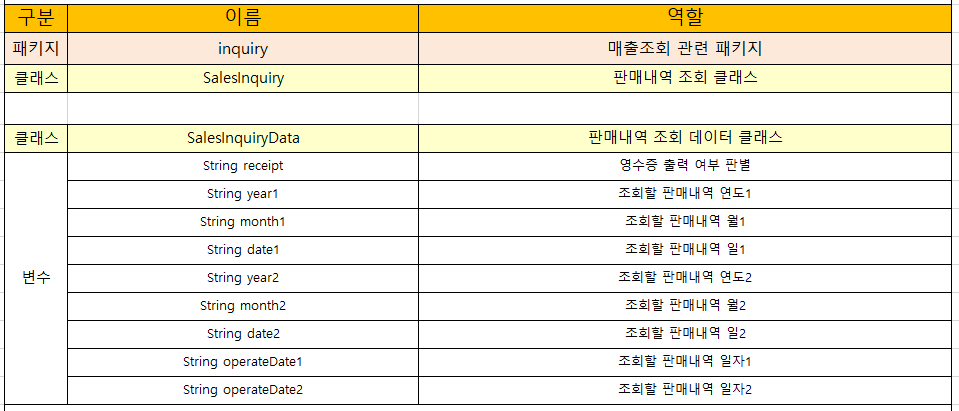 구분 이름 역할
패키지 inquiry 매출조회 관련 패키지
클래스 SalesInquiry 판매내역 조회 클래스
클래스 SalesInquiryData 판매내역 조회 데이터 클래스
String receipt 영수증 출력 여부 판별
String year1 조회할 판매내역 연도1
String month1 조회할 판매내역 월1
String date1 조회할 판매내역 일1
변수 String year2 조회할 판매내역 연도2
String month2 조회할 판매내역 월2
String date2 조회할 판매내역 일2
String operateDate1 조회할 판매내역 일자1
String operateDate2 조회할 판매내역 일자2